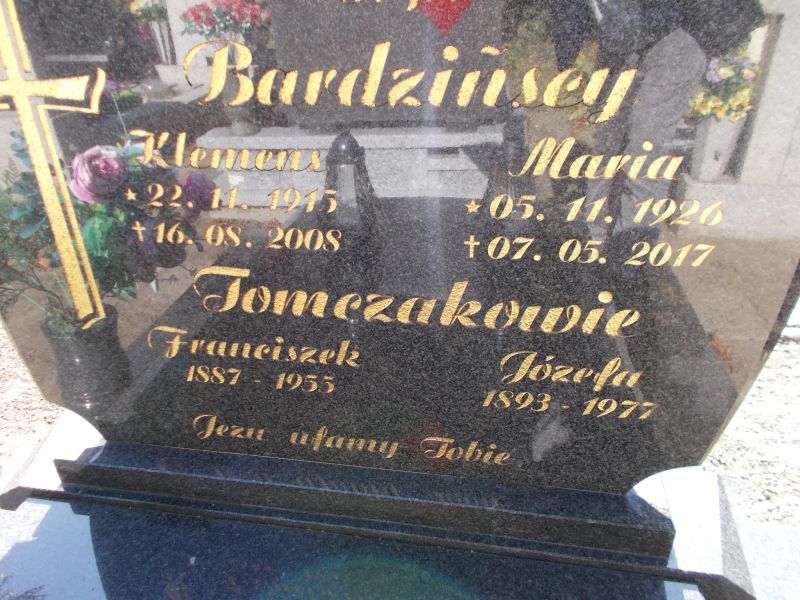 Bardzińscy
Klemens Maria
* 22. 11. 1915 * 05. 11. 1926
† 16. 08. 2008 † 07. 05. 2017
Tomczakowie
Franciszek Józefa
1887 - 1955 1893 - 1977
Jezu ufamy Tobie